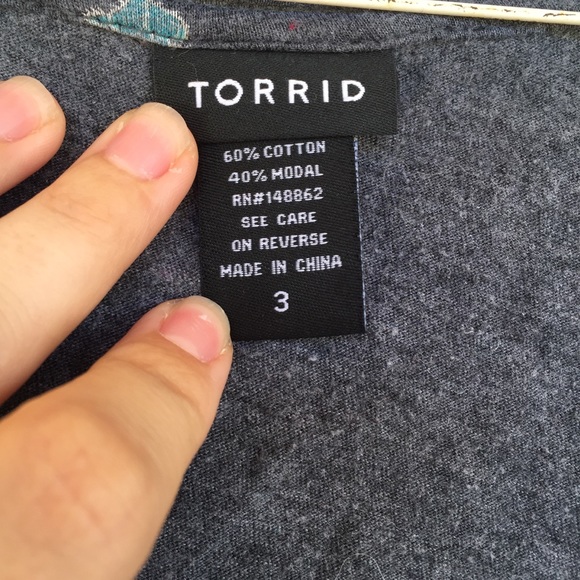 TORRID
60% COTTON
40% MODAL
RN#148862
SEE CARE
ON REVERSE
MADE IN CHINA
3